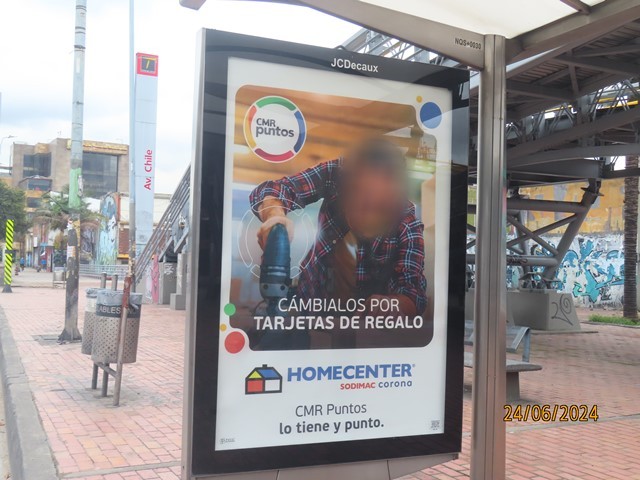 NQS-0030
JCDecaux
Av. Chile
CMR
puntos
CÁMBIALOS POR
TARJETAS DE REGALO
HOMECENTER
SODIMAC corona
CMR Puntos
lo tiene y punto.
24/06/2024